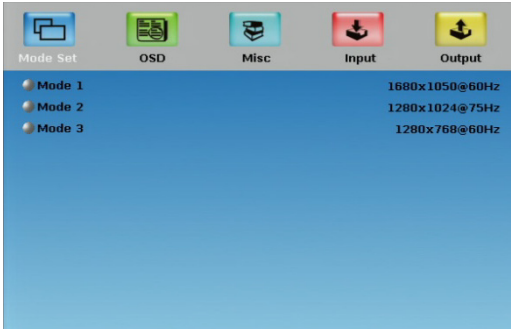 Mode Set OSD Misc Input Output
Mode 1 1680x1050@60Hz
Mode 2 1280x1024@75Hz
Mode 3 1280x768@60Hz